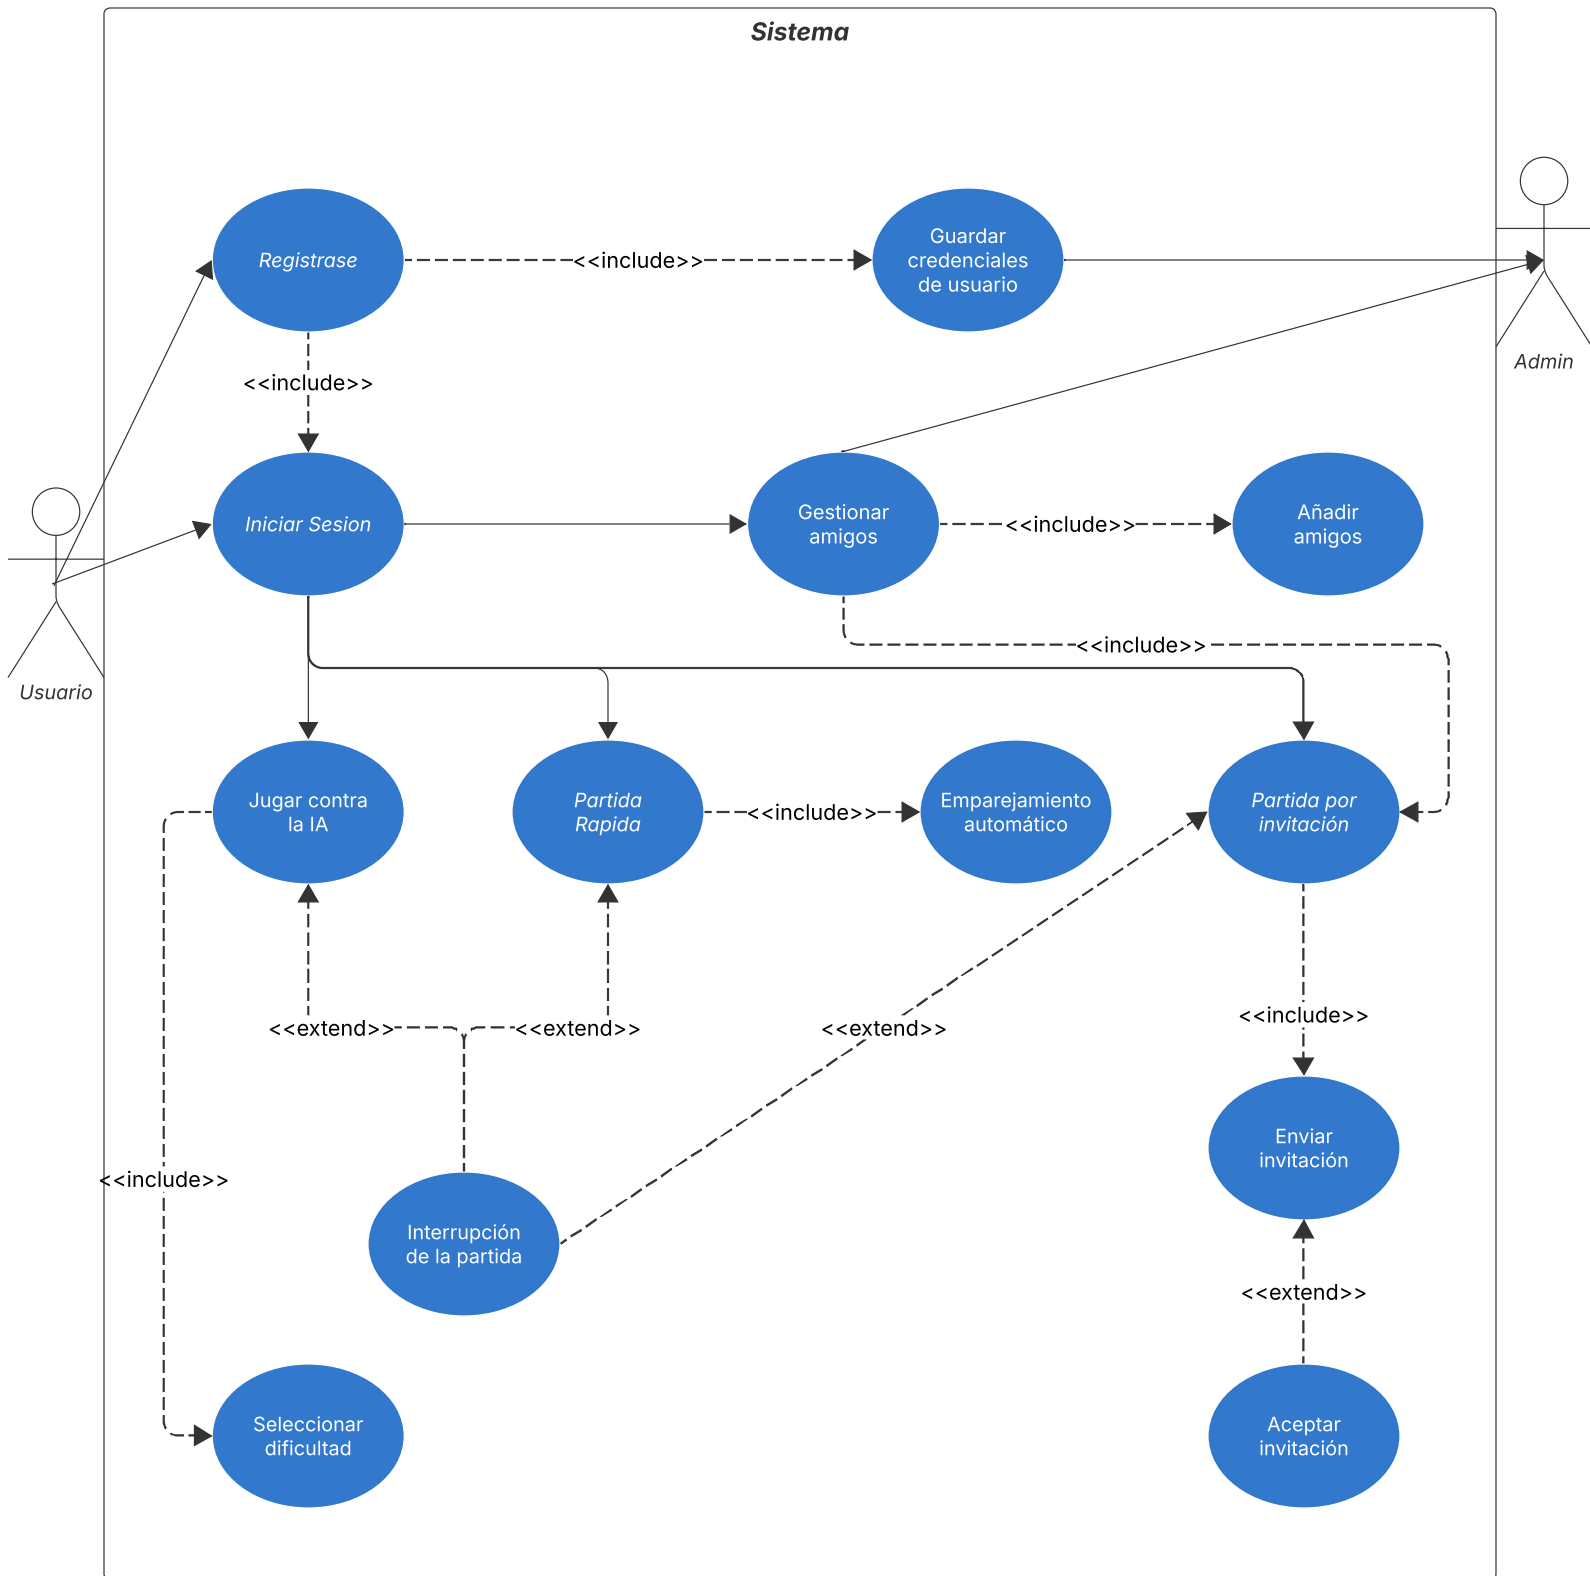 Sistema
Registrase
<<include>>
Guardar
credenciales
de usuario
Admin
<<include>>
Usuario
Iniciar Sesion
Gestionar
amigos
<<include>>
Añadir
amigos
<<include>>
Jugar contra
la IA
Partida
Rapida
<<include>>
Emparejamiento
automático
Partida por
invitación
<<extend>>
<<extend>>
<<extend>>
<<include>>
<<include>>
Interrupción
de la partida
Enviar
invitación
<<extend>>
Seleccionar
dificultad
Aceptar
invitación